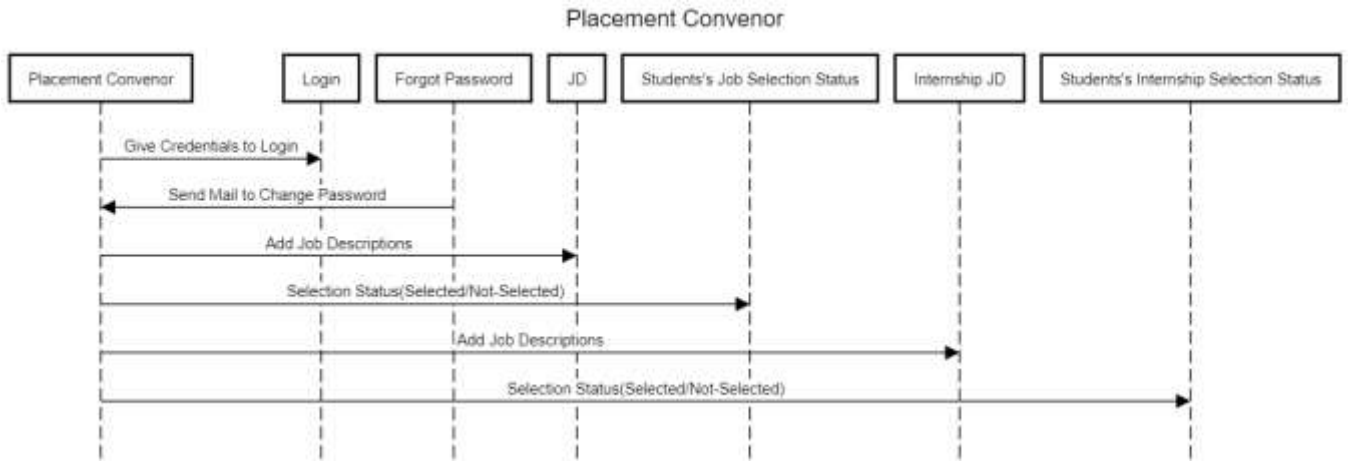 Placement Convenor
Placement Convenor
Login
Forgot Password
JD
Students's Job Selection Status
Internship JD
Students's Internship Selection Status
Give Credentials to Login
Send Mail to Change Password
Add Job Descriptions
Selection Status(Selected/Not-Selected)
Add Job Descriptions
Selection Status(Selected/Not-Selected)